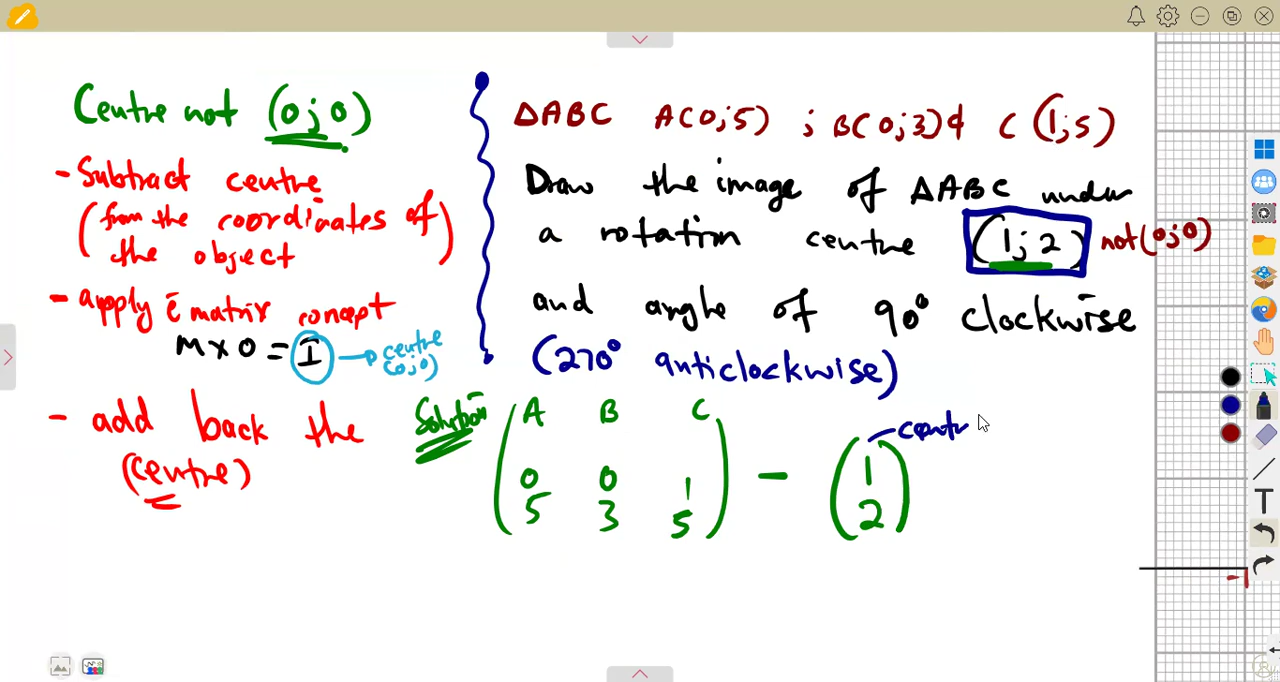 Centre not (0;0)
- Subtract centre
(from the coordinates of
the object)
- apply c̄ matrix concept
M x O = I → centre
(0;0)
- add back the
(centre)
ΔABC A(0;5) ; B(0;3) & C(1;5)
Draw the image of ΔABC under
a rotation centre (1;2) not(0;0)
and angle of 90° clockwise
(270° anticlockwise)
Solution
A B C
0 0 1 - 1 centr
5 3 5 2
-1
T